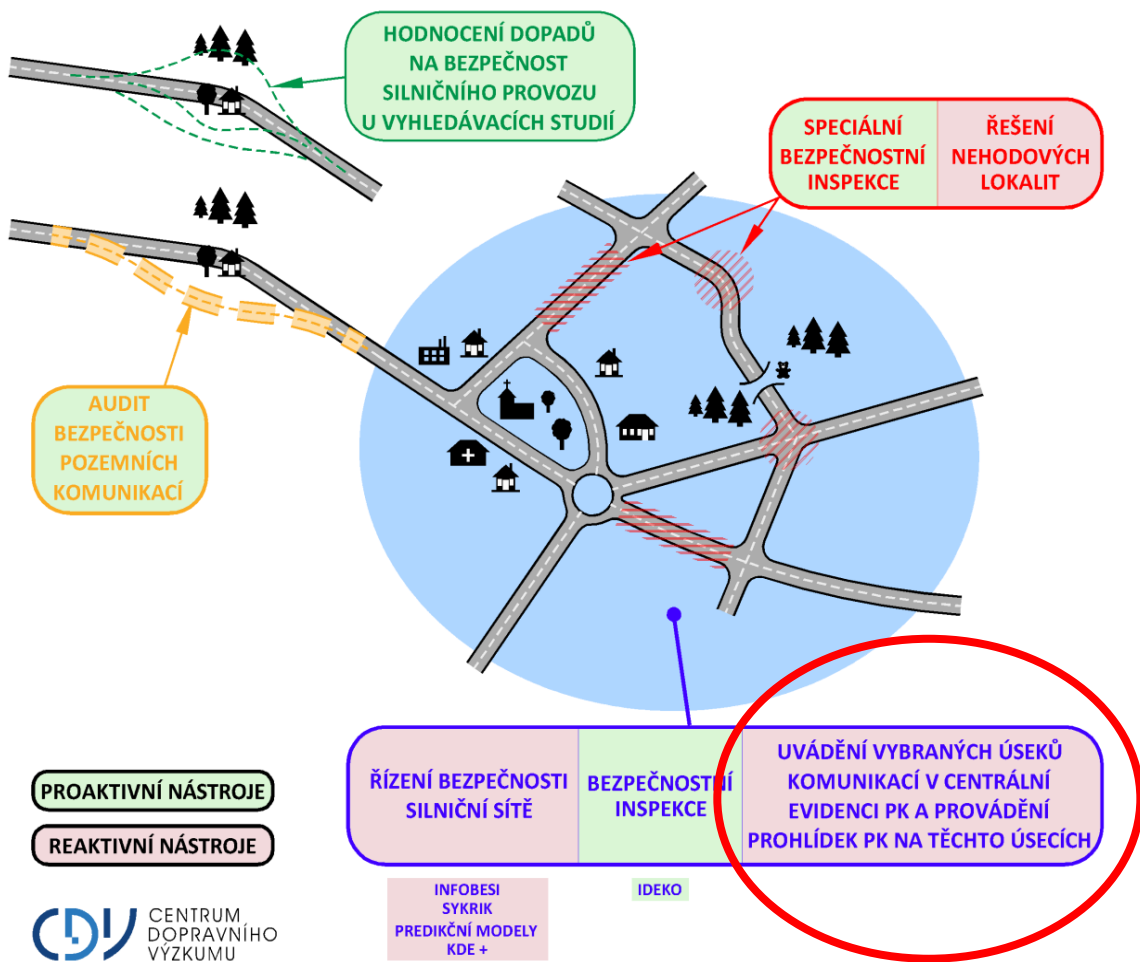 HODNOCENÍ DOPADŮ
NA BEZPEČNOST
SILNIČNÍHO PROVOZU
U VYHLEDÁVACÍCH STUDIÍ
SPECIÁLNÍ
BEZPEČNOSTNÍ
INSPEKCE
ŘEŠENÍ
NEHODOVÝCH
LOKALIT
AUDIT
BEZPEČNOSTI
POZEMNÍCH
KOMUNIKACÍ
ŘÍZENÍ BEZPEČNOSTI
SILNIČNÍ SÍTĚ
BEZPEČNOSTNÍ
INSPEKCE
UVÁDĚNÍ VYBRANÝCH ÚSEKŮ
KOMUNIKACÍ V CENTRÁLNÍ
EVIDENCI PK A PROVÁDĚNÍ
PROHLÍDEK PK NA TĚCHTO ÚSECÍCH
PROAKTIVNÍ NÁSTROJE
REAKTIVNÍ NÁSTROJE
INFOBESI
SYKRIK
PREDIKČNÍ MODELY
KDE +
IDEKO
CDV
CENTRUM
DOPRAVNÍHO
VÝZKUMU